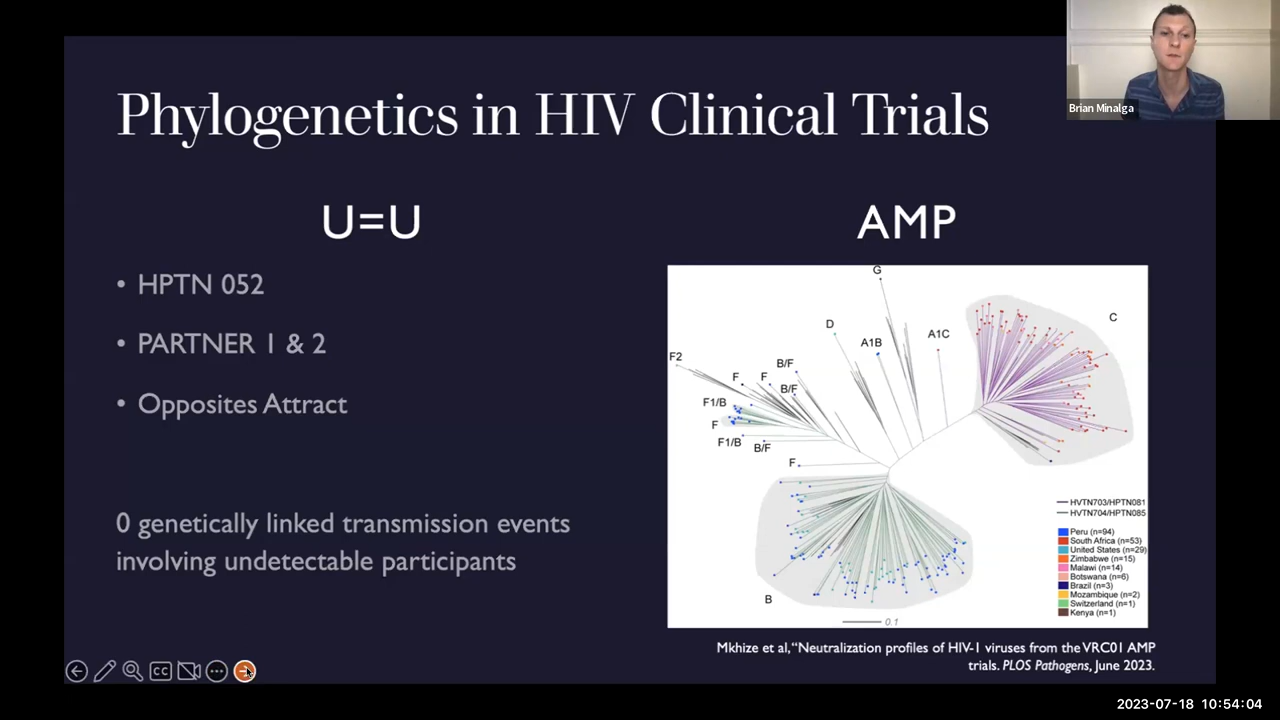 Phylogenetics in HIV Clinical Trials
Brian Minalga
U=U
• HPTN 052
• PARTNER 1 & 2
• Opposites Attract
0 genetically linked transmission events
involving undetectable participants
AMP
G
D
A1B
A1C
C
F2
B/F
F
F
B/F
F1/B
F
F1/B
B/F
F
B
0.1
HVTN703/HPTN081
HVTN704/HPTN085
Peru (n=94)
South Africa (n=53)
United States (n=29)
Zimbabwe (n=15)
Malawi (n=14)
Botswana (n=6)
Brazil (n=3)
Mozambique (n=2)
Switzerland (n=1)
Kenya (n=1)
Mkhize et al, “Neutralization profiles of HIV-1 viruses from the VRC01 AMP
trials. PLOS Pathogens, June 2023.
CC
2023-07-18 10:54:04